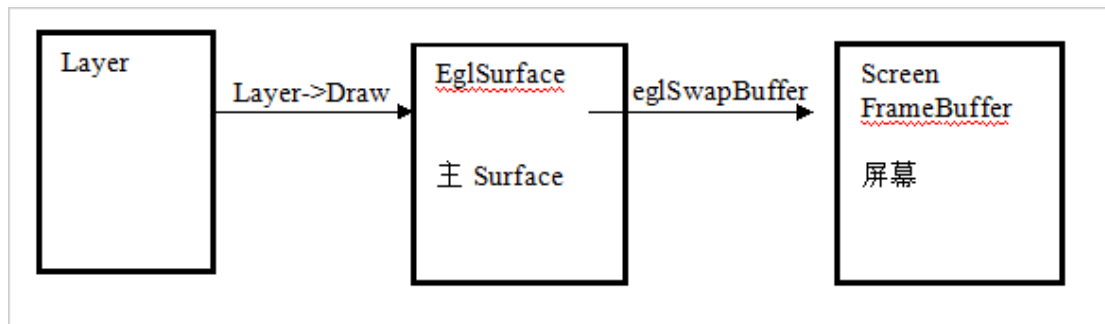 Layer
Layer->Draw
EglSurface
主 Surface
eglSwapBuffer
Screen
FrameBuffer
屏幕